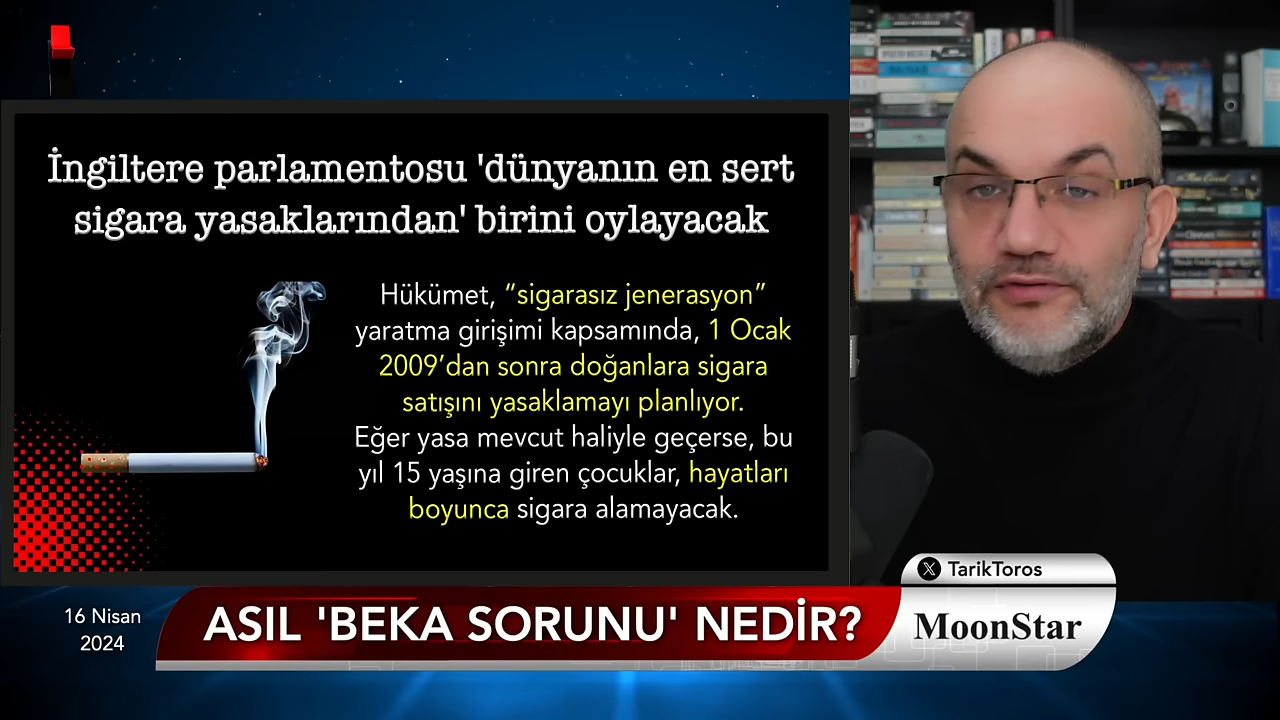 İngiltere parlamentosu 'dünyanın en sert
sigara yasaklarından' birini oylayacak
Hükümet, “sigarasız jenerasyon”
yaratma girişimi kapsamında, 1 Ocak
2009’dan sonra doğanlara sigara
satışını yasaklamayı planlıyor.
Eğer yasa mevcut haliyle geçerse, bu
yıl 15 yaşına giren çocuklar, hayatları
boyunca sigara alamayacak.
TarikToros
16 Nisan
2024
ASIL 'BEKA SORUNU' NEDİR?
MoonStar